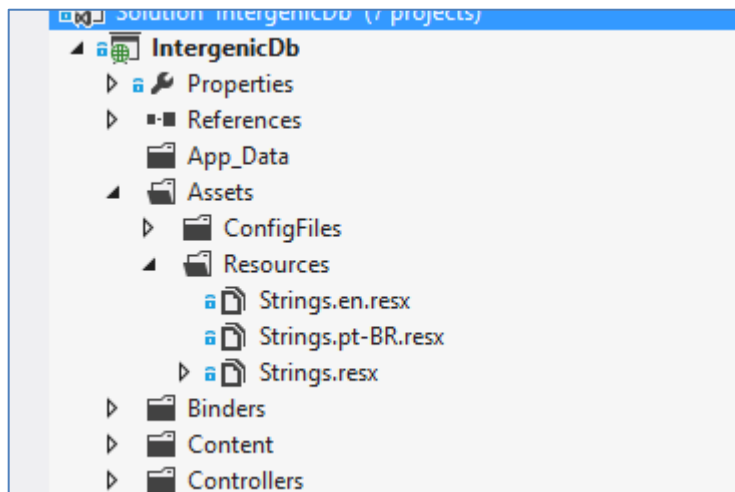 Solution 'IntergenicDb' (7 projects)
IntergenicDb
Properties
References
App_Data
Assets
ConfigFiles
Resources
Strings.en.resx
Strings.pt-BR.resx
Strings.resx
Binders
Content
Controllers